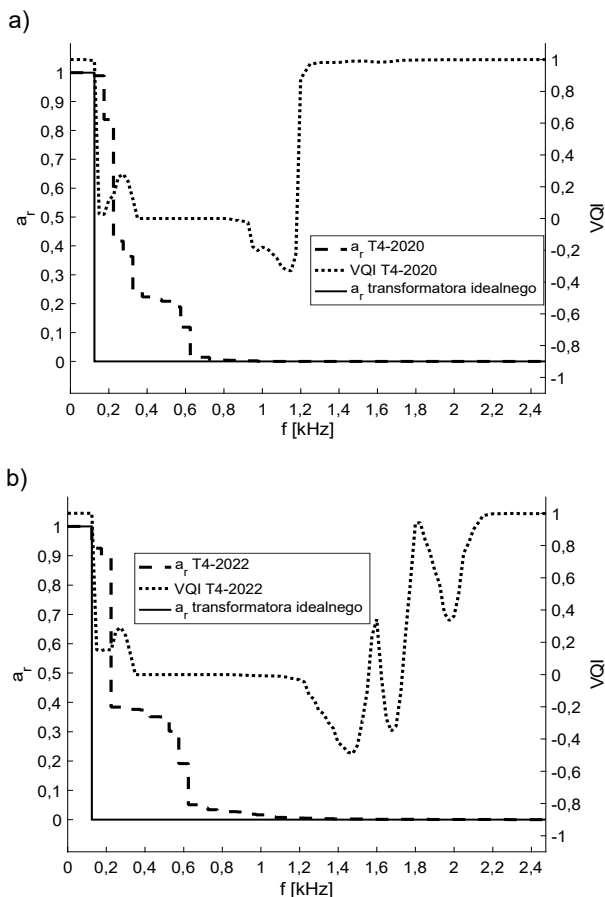 a)
1
0,9
0,8
0,7
0,6
0,5
0,4
0,3
0,2
0,1
0
a_r
1
0,8
0,6
0,4
0,2
0
-0,2
-0,4
-0,6
-0,8
-1
VQI
a_r T4-2020
VQI T4-2020
a_r transformatora idealnego
0 0,2 0,4 0,6 0,8 1 1,2 1,4 1,6 1,8 2 2,2 2,4
f [kHz]
b)
1
0,9
0,8
0,7
0,6
0,5
0,4
0,3
0,2
0,1
0
a_r
1
0,8
0,6
0,4
0,2
0
-0,2
-0,4
-0,6
-0,8
-1
VQI
a_r T4-2022
VQI T4-2022
a_r transformatora idealnego
0 0,2 0,4 0,6 0,8 1 1,2 1,4 1,6 1,8 2 2,2 2,4
f [kHz]